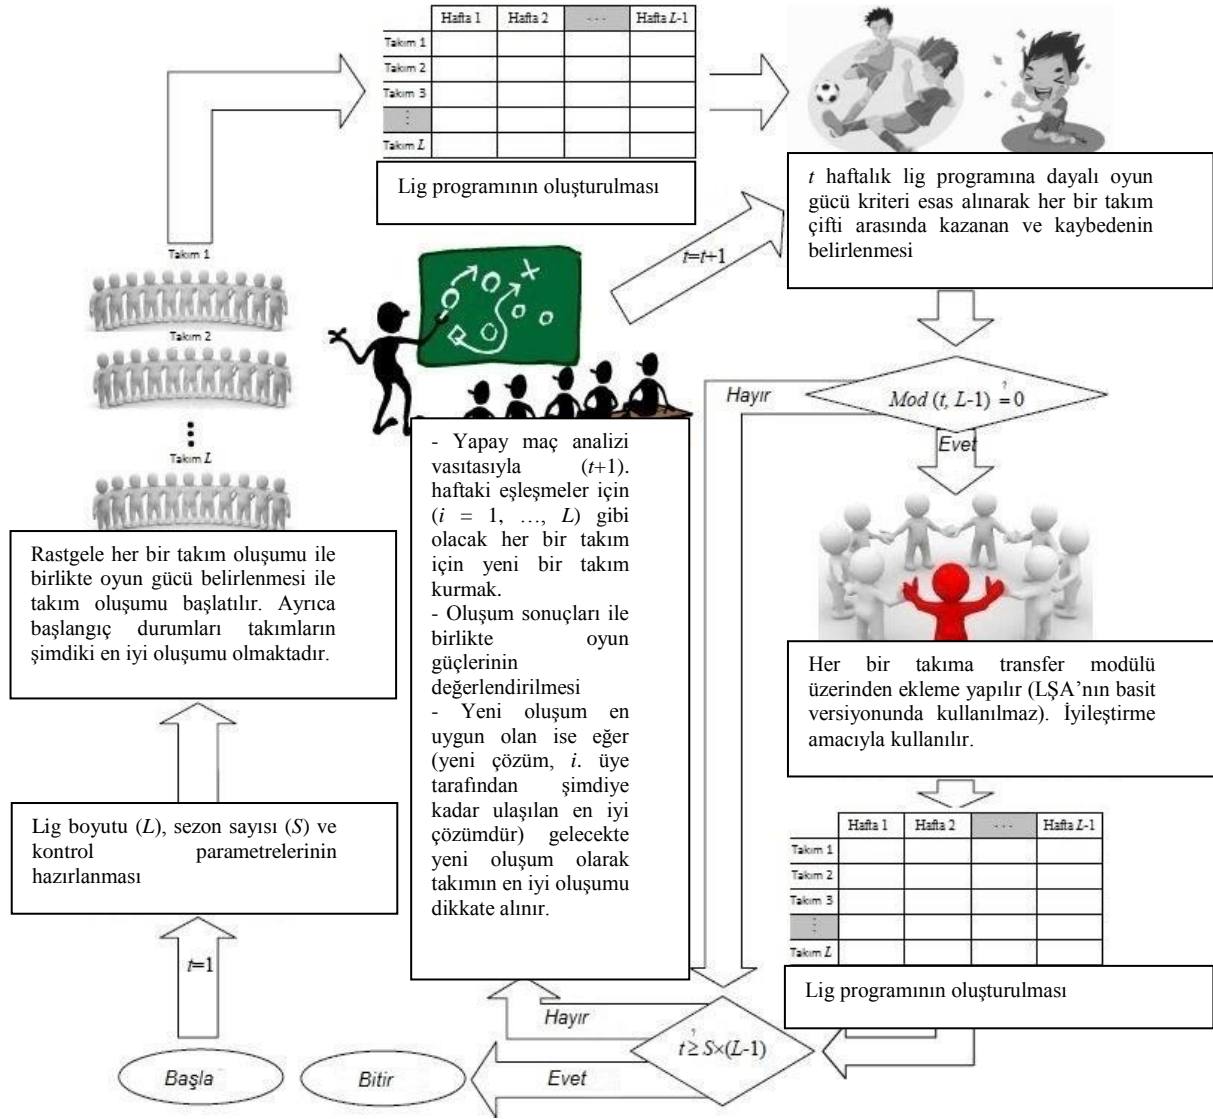 Hafta 1 Hafta 2 ... Hafta L-1
Takım 1
Takım 2
Takım 3
⋮
Takım L
Lig programının oluşturulması
t haftalık lig programına dayalı oyun
gücü kriteri esas alınarak her bir takım
çifti arasında kazanan ve kaybedenin
belirlenmesi
t=t+1
Takım 1
Takım 2
⋮
Takım L
Rastgele her bir takım oluşumu ile
birlikte oyun gücü belirlenmesi ile
takım oluşumu başlatılır. Ayrıca
başlangıç durumları takımların
şimdiki en iyi oluşumu olmaktadır.
Lig boyutu (L), sezon sayısı (S) ve
kontrol parametrelerinin
hazırlanması
t=1
Başla
Bitir
- Yapay maç analizi
vasıtasıyla (t+1).
haftaki eşleşmeler için
(i = 1, …, L) gibi
olacak her bir takım
için yeni bir takım
kurmak.
- Oluşum sonuçları ile
birlikte oyun
güçlerinin
değerlendirilmesi
- Yeni oluşum en
uygun olan ise eğer
(yeni çözüm, i. üye
tarafından şimdiye
kadar ulaşılan en iyi
çözümdür) gelecekte
yeni oluşum olarak
takımın en iyi oluşumu
dikkate alınır.
Hayır
Mod (t, L-1) =? 0
Evet
Her bir takıma transfer modülü
üzerinden ekleme yapılır (LŞA’nın basit
versiyonunda kullanılmaz). İyileştirme
amacıyla kullanılır.
Hafta 1 Hafta 2 ... Hafta L-1
Takım 1
Takım 2
Takım 3
⋮
Takım L
Lig programının oluşturulması
Hayır
t ≥? S×(L-1)
Evet